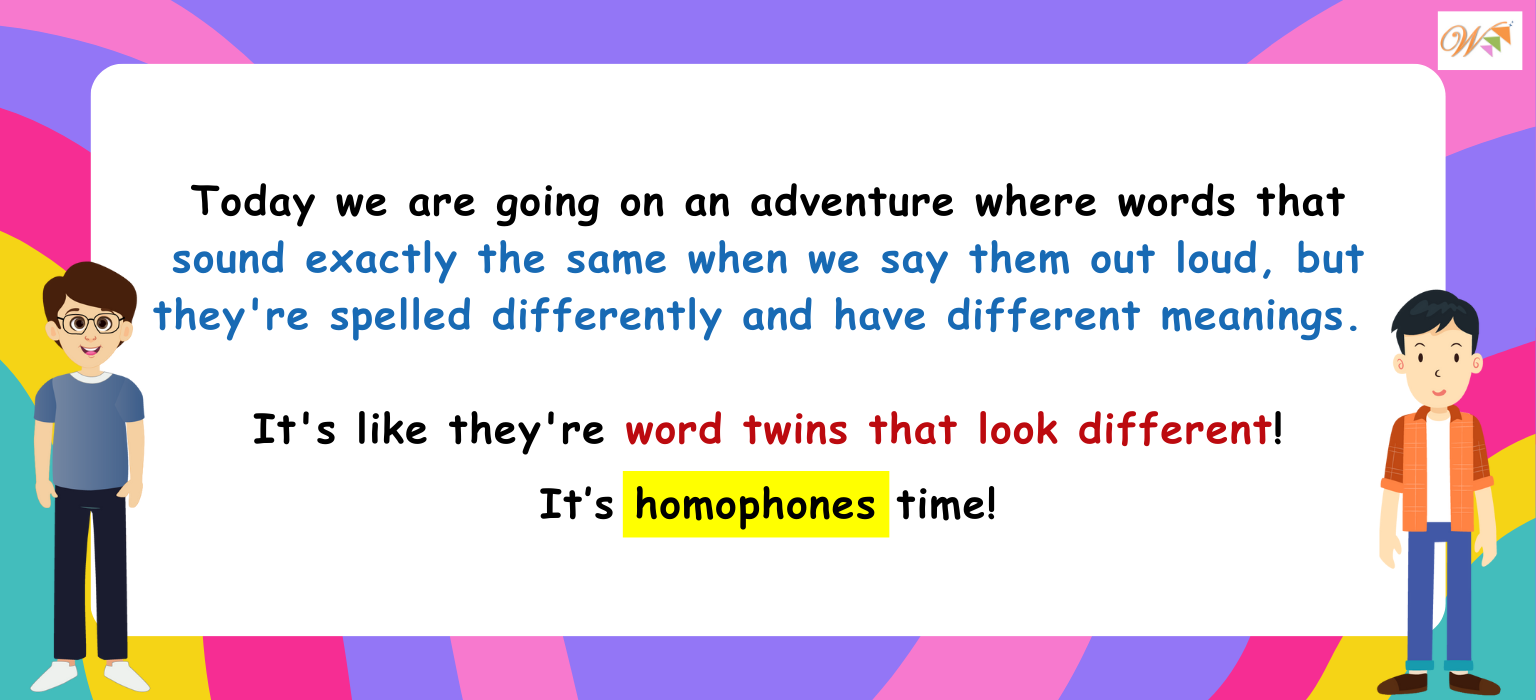 Today we are going on an adventure where words that
sound exactly the same when we say them out loud, but
they're spelled differently and have different meanings.
It's like they're word twins that look different!
It’s homophones time!
W